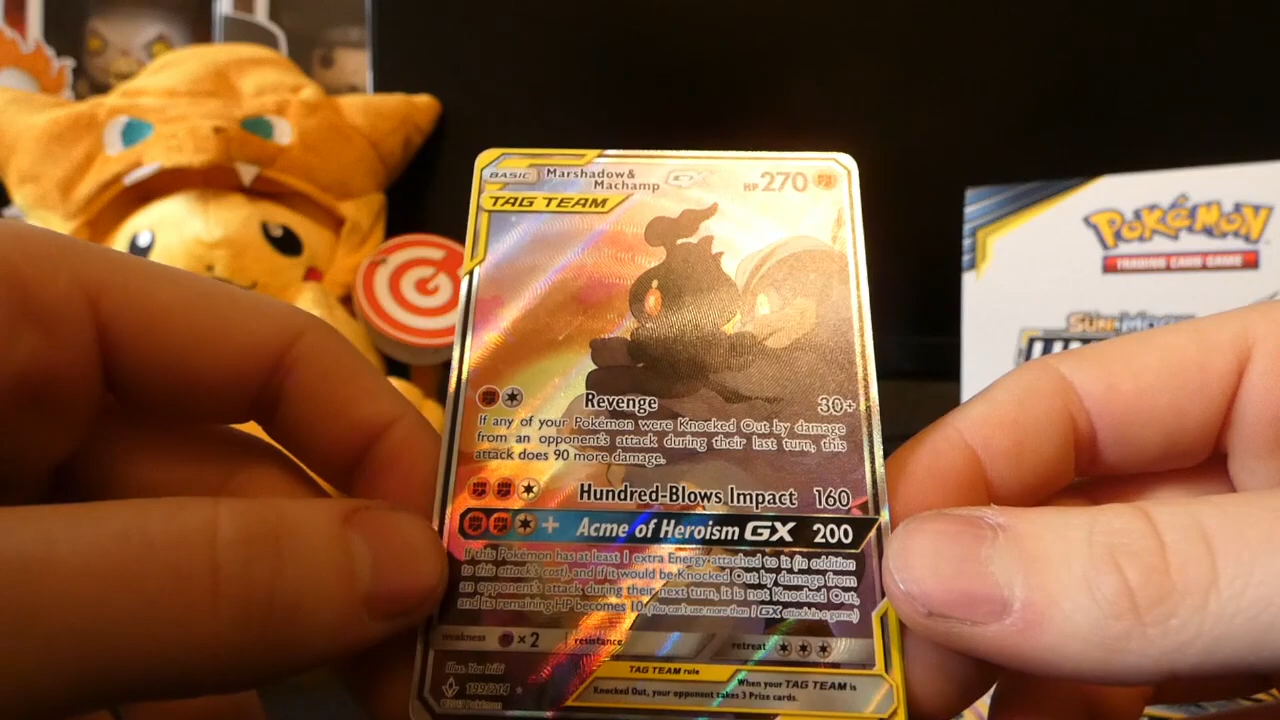 BASIC Marshadow & Machamp GX HP 270
TAG TEAM
POKÉMON
TRADING CARD GAME
SUN & MOON
Revenge 30+
If any of your Pokémon were Knocked Out by damage
from an opponent's attack during their last turn, this
attack does 90 more damage.
Hundred-Blows Impact 160
+ Acme of Heroism GX 200
If this Pokémon has at least 1 extra Energy attached to it (in addition
to this attack's cost), and if it would be Knocked Out by damage from
an opponent's attack during their next turn, it is not Knocked Out,
and its remaining HP becomes 10. (You can't use more than 1 GX attack in a game.)
weakness ×2 resistance retreat
TAG TEAM rule
When your TAG TEAM is
Knocked Out, your opponent takes 3 Prize cards.
Illus.
199/214
Pokémon